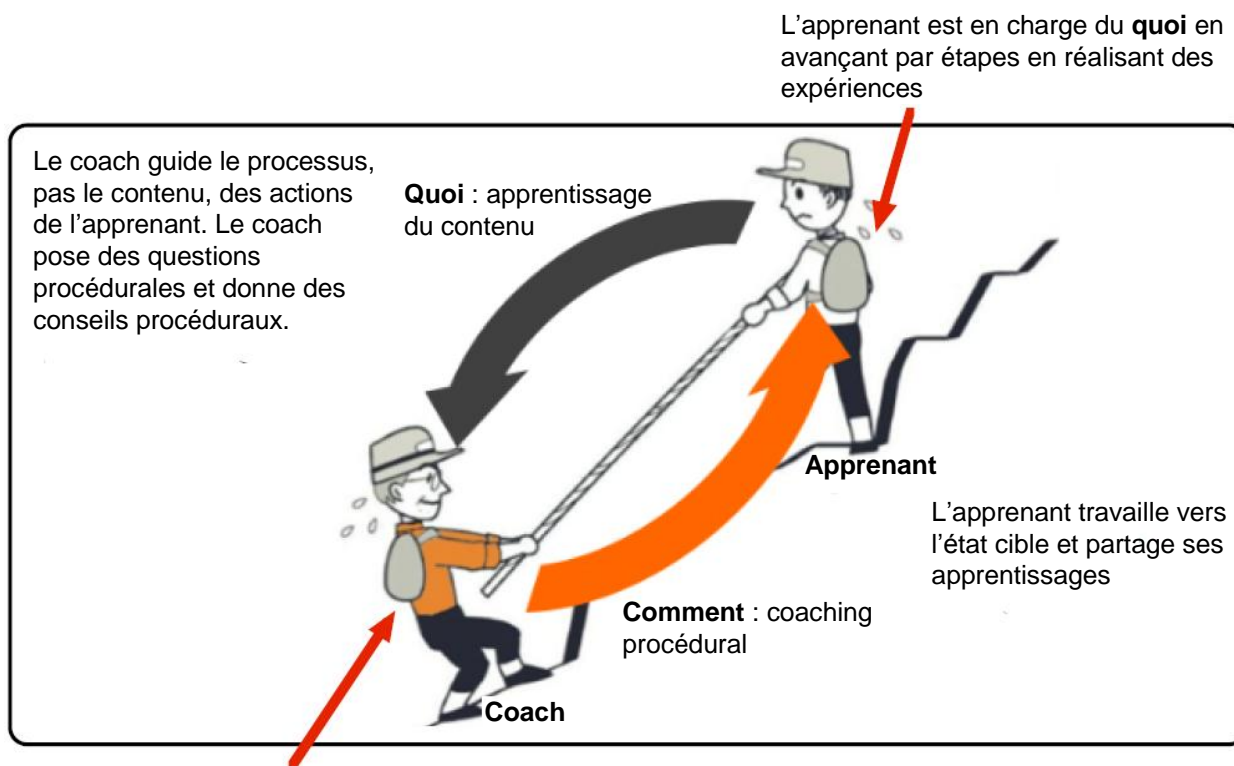 L’apprenant est en charge du quoi en
avançant par étapes en réalisant des
expériences
Le coach guide le processus,
pas le contenu, des actions
de l’apprenant. Le coach
pose des questions
procédurales et donne des
conseils procéduraux.
Quoi : apprentissage
du contenu
Apprenant
L’apprenant travaille vers
l’état cible et partage ses
apprentissages
Comment : coaching
procédural
Coach